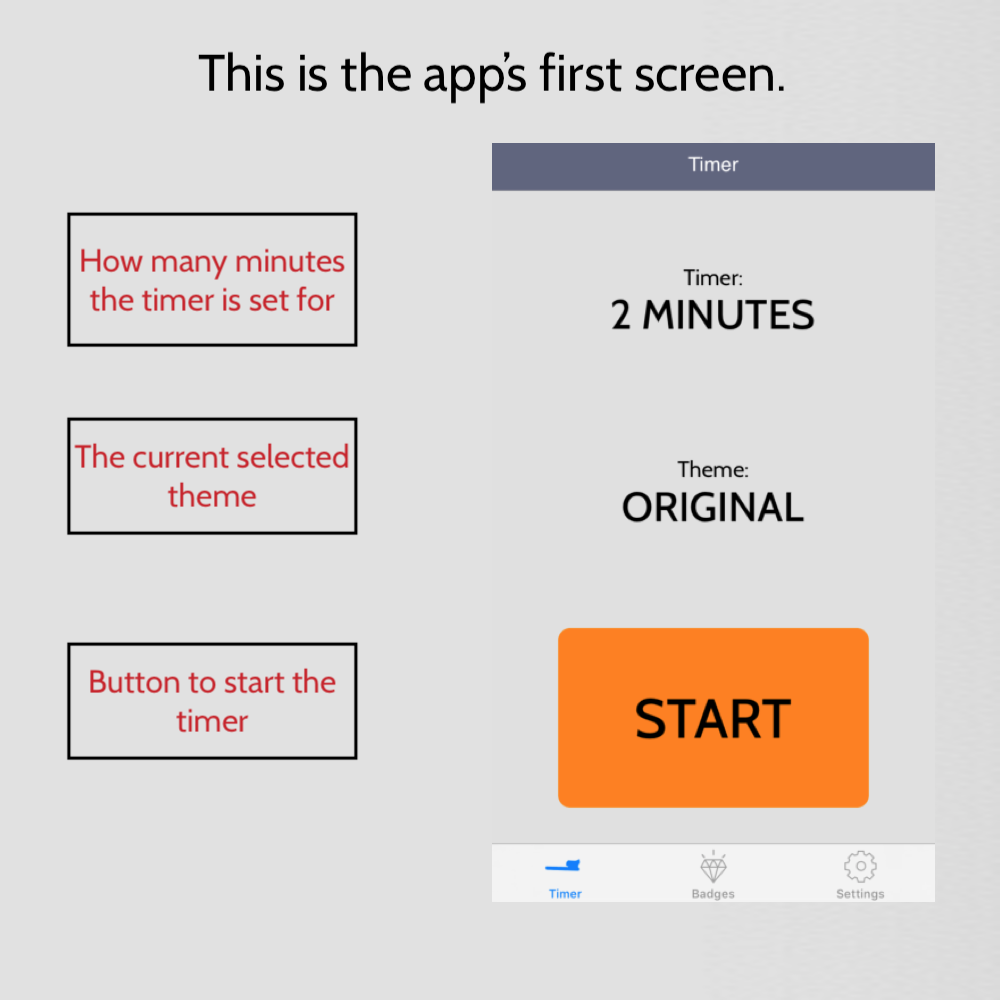 This is the app's first screen.
How many minutes
the timer is set for
The current selected
theme
Button to start the
timer
Timer
Timer:
2 MINUTES
Theme:
ORIGINAL
START
Timer
Badges
Settings